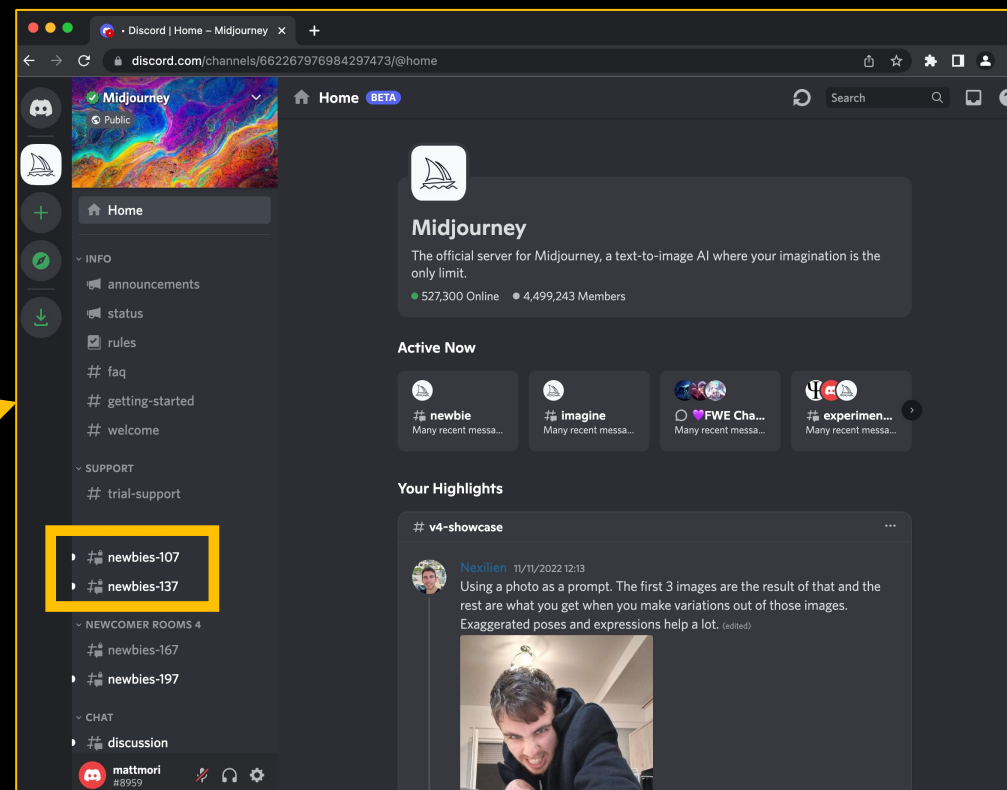 • Discord | Home – Midjourney
discord.com/channels/662267976984297473/@home
Midjourney
Public
Home
INFO
announcements
status
rules
# faq
# getting-started
# welcome
SUPPORT
# trial-support
newbies-107
newbies-137
NEWCOMER ROOMS 4
newbies-167
newbies-197
CHAT
discussion
mattmori
#8959
Home BETA
Search
Midjourney
The official server for Midjourney, a text-to-image AI where your imagination is the
only limit.
527,300 Online 4,499,243 Members
Active Now
newbie
Many recent messa...
imagine
Many recent messa...
💜FWE Cha...
Many recent messa...
experimen...
Many recent messa...
Your Highlights
# v4-showcase
Nexilien 11/11/2022 12:13
Using a photo as a prompt. The first 3 images are the result of that and the
rest are what you get when you make variations out of those images.
Exaggerated poses and expressions help a lot. (edited)